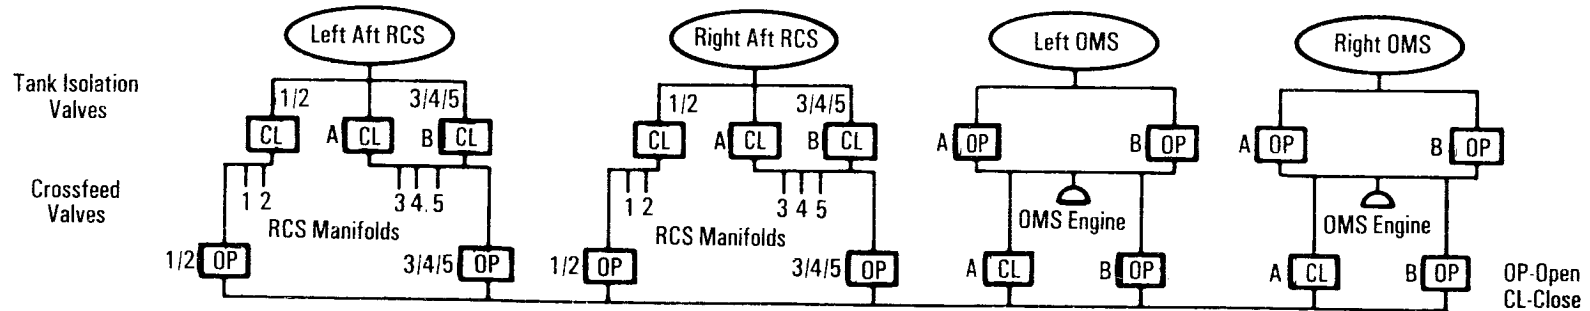 Left Aft RCS
Right Aft RCS
Left OMS
Right OMS
Tank Isolation
Valves
1/2
3/4/5
1/2
3/4/5
CL
A CL
B CL
CL
A CL
B CL
A OP
B OP
A OP
B OP
Crossfeed
Valves
1 2
3 4. 5
1 2
3 4 5
OMS Engine
OMS Engine
RCS Manifolds
RCS Manifolds
1/2 OP
3/4/5 OP
1/2 OP
3/4/5 OP
A CL
B OP
A CL
B OP
OP-Open
CL-Close